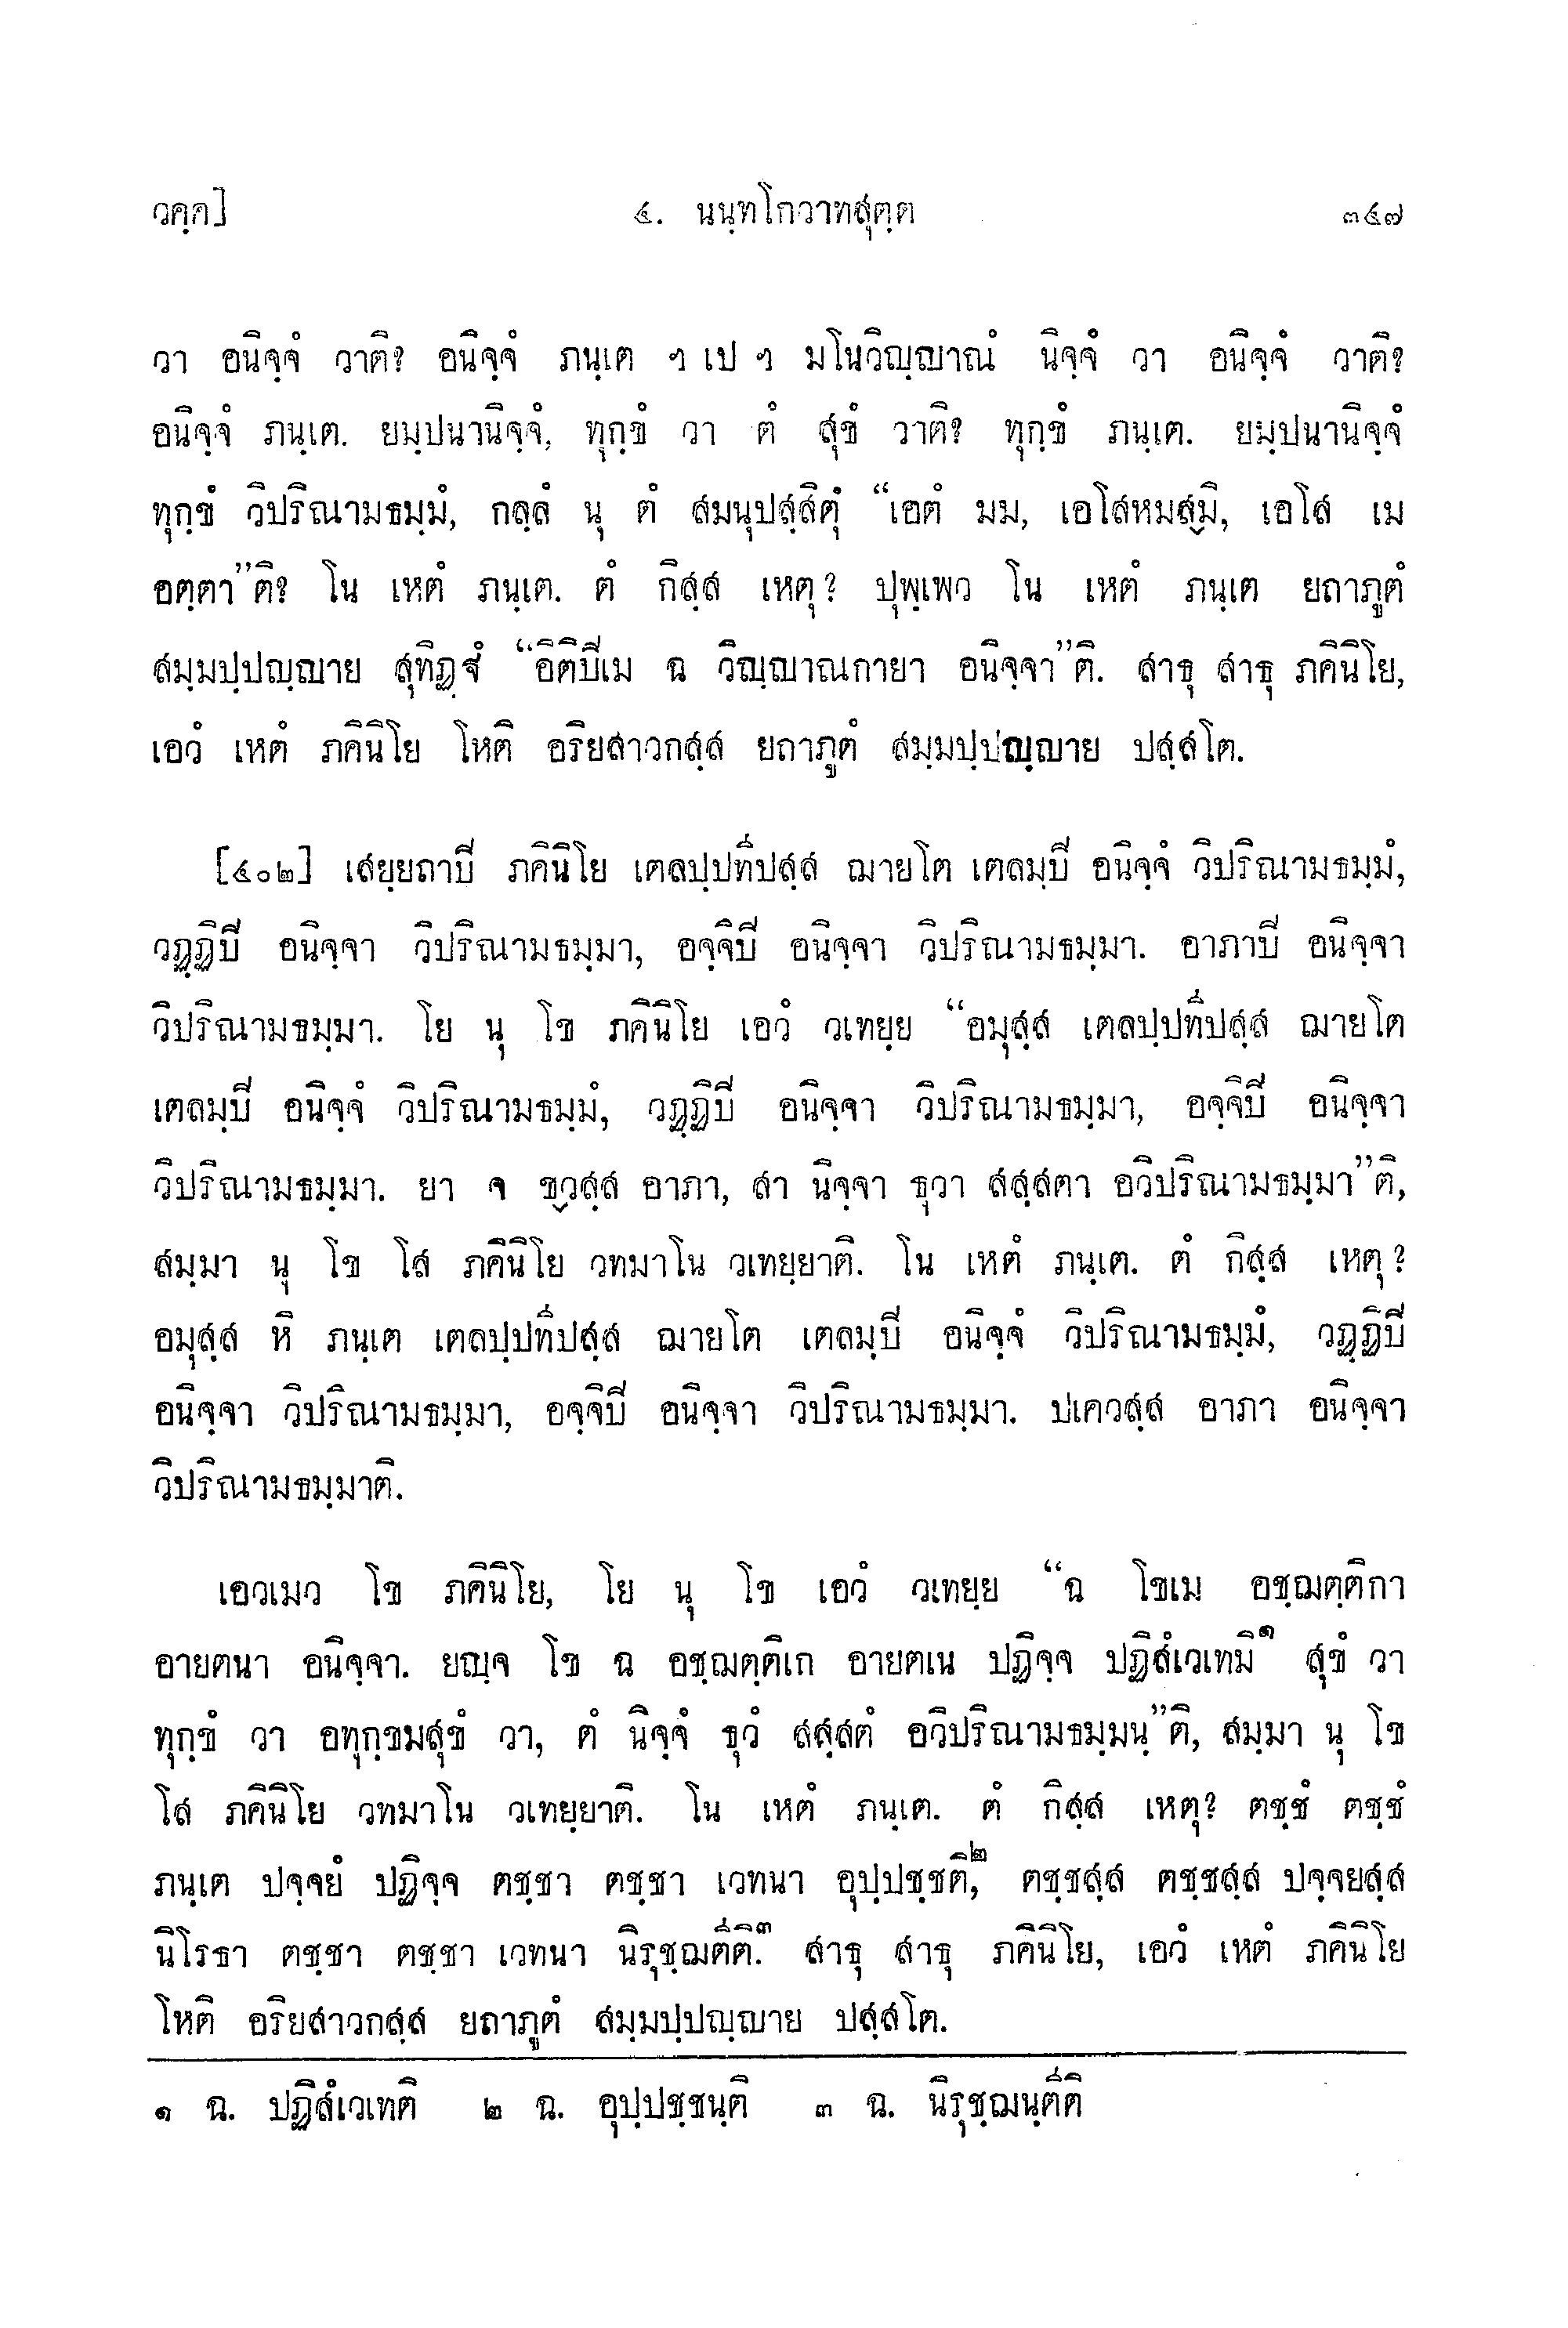 วคฺค] ๔. นนฺทโกวาทสุตฺต ๓๔๗
วา อนิจฺจํ วาติ? อนิจฺจํ ภนฺเต ฯ เป ฯ มโนวิญฺญาณํ นิจฺจํ วา อนิจฺจํ วาติ?
อนิจฺจํ ภนฺเต. ยมฺปนานิจฺจํ, ทุกฺขํ วา ตํ สุขํ วาติ? ทุกฺขํ ภนฺเต. ยมฺปนานิจฺจํ
ทุกฺขํ วิปริณามธมฺมํ, กลฺลํ นุ ตํ สมนุปสฺสิตุํ “เอตํ มม, เอโสหมสฺมิ, เอโส เม
อตฺตา”ติ? โน เหตํ ภนฺเต. ตํ กิสฺส เหตุ? ปุพฺเพว โน เหตํ ภนฺเต ยถาภูตํ
สมฺมปฺปญฺญาย สุทิฏฺฐํ “อิติปิเม ฉ วิญฺญาณกายา อนิจฺจา”ติ. สาธุ สาธุ ภคินิโย,
เอวํ เหตํ ภคินิโย โหติ อริยสาวกสฺส ยถาภูตํ สมฺมปฺปญฺญาย ปสฺสโต.
[๔๐๒] เสยฺยถาปิ ภคินิโย เตลปฺปทีปสฺส ฌายโต เตลมฺปิ อนิจฺจํ วิปริณามธมฺมํ,
วฏฺฏิปิ อนิจฺจา วิปริณามธมฺมา, อจฺจิปิ อนิจฺจา วิปริณามธมฺมา. อาภาปิ อนิจฺจา
วิปริณามธมฺมา. โย นุ โข ภคินิโย เอวํ วเทยฺย “อมุสฺส เตลปฺปทีปสฺส ฌายโต
เตลมฺปิ อนิจฺจํ วิปริณามธมฺมํ, วฏฺฏิปิ อนิจฺจา วิปริณามธมฺมา, อจฺจิปิ อนิจฺจา
วิปริณามธมฺมา. ยา จ ขฺวสฺส อาภา, สา นิจฺจา ธุวา สสฺสตา อวิปริณามธมฺมา”ติ,
สมฺมา นุ โข โส ภคินิโย วทมาโน วเทยฺยาติ. โน เหตํ ภนฺเต. ตํ กิสฺส เหตุ?
อมุสฺส หิ ภนฺเต เตลปฺปทีปสฺส ฌายโต เตลมฺปิ อนิจฺจํ วิปริณามธมฺมํ, วฏฺฏิปิ
อนิจฺจา วิปริณามธมฺมา, อจฺจิปิ อนิจฺจา วิปริณามธมฺมา. ปเควสฺส อาภา อนิจฺจา
วิปริณามธมฺมาติ.
เอวเมว โข ภคินิโย, โย นุ โข เอวํ วเทยฺย “ฉ โขเม อชฺฌตฺติกา
อายตนา อนิจฺจา. ยญฺจ โข ฉ อชฺฌตฺติเก อายตเน ปฏิจฺจ ปฏิสํเวเทมิ๑ สุขํ วา
ทุกฺขํ วา อทุกฺขมสุขํ วา, ตํ นิจฺจํ ธุวํ สสฺสตํ อวิปริณามธมฺมนฺ”ติ, สมฺมา นุ โข
โส ภคินิโย วทมาโน วเทยฺยาติ. โน เหตํ ภนฺเต. ตํ กิสฺส เหตุ? ตชฺชํ ตชฺชํ
ภนฺเต ปจฺจยํ ปฏิจฺจ ตชฺชา ตชฺชา เวทนา อุปฺปชฺชติ,๒ ตชฺชสฺส ตชฺชสฺส ปจฺจยสฺส
นิโรธา ตชฺชา ตชฺชา เวทนา นิรุชฺฌตีติ.๓ สาธุ สาธุ ภคินิโย, เอวํ เหตํ ภคินิโย
โหติ อริยสาวกสฺส ยถาภูตํ สมฺมปฺปญฺญาย ปสฺสโต.
๑ ฉ. ปฏิสํเวเทติ ๒ ฉ. อุปฺปชฺชนฺติ ๓ ฉ. นิรุชฺฌนฺตีติ